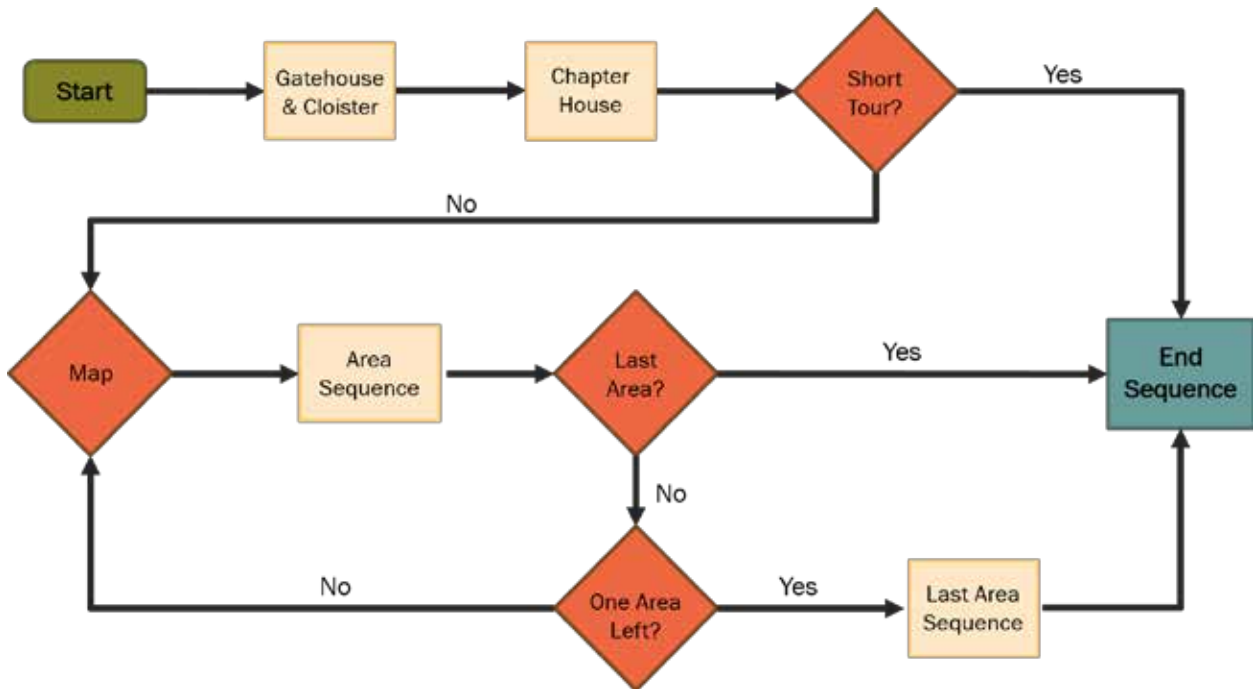 Start
Gatehouse
& Cloister
Chapter
House
Short
Tour?
Yes
No
Map
Area
Sequence
Last
Area?
Yes
End
Sequence
No
No
One Area
Left?
Yes
Last Area
Sequence